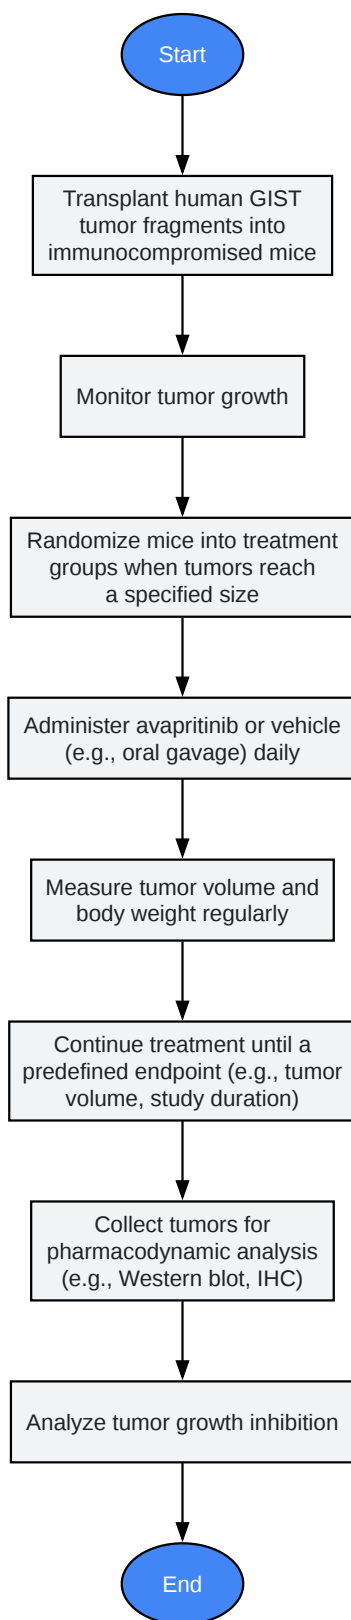 Start
Transplant human GIST
tumor fragments into
immunocompromised mice
Monitor tumor growth
Randomize mice into treatment
groups when tumors reach
a specified size
Administer avapritinib or vehicle
(e.g., oral gavage) daily
Measure tumor volume and
body weight regularly
Continue treatment until a
predefined endpoint (e.g., tumor
volume, study duration)
Collect tumors for
pharmacodynamic analysis
(e.g., Western blot, IHC)
Analyze tumor growth inhibition
End